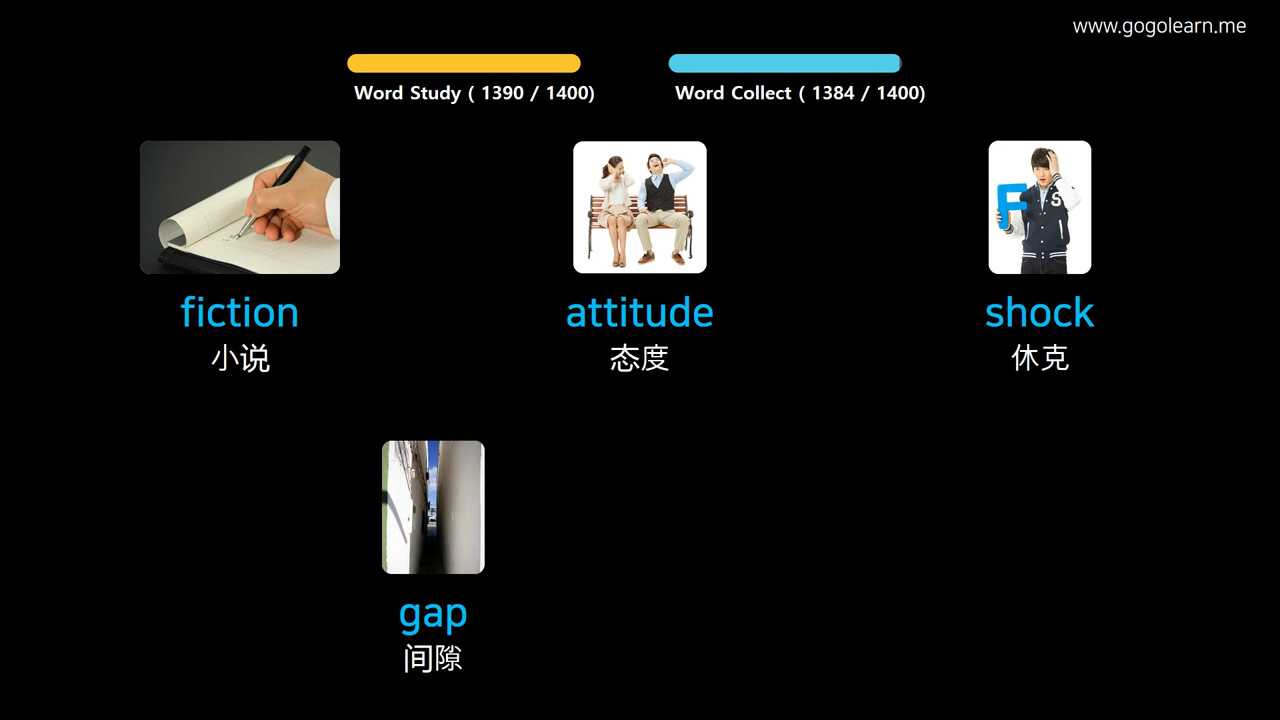 www.gogolearn.me
Word Study ( 1390 / 1400)
Word Collect ( 1384 / 1400)
F
S
fiction
小说
attitude
态度
shock
休克
gap
间隙